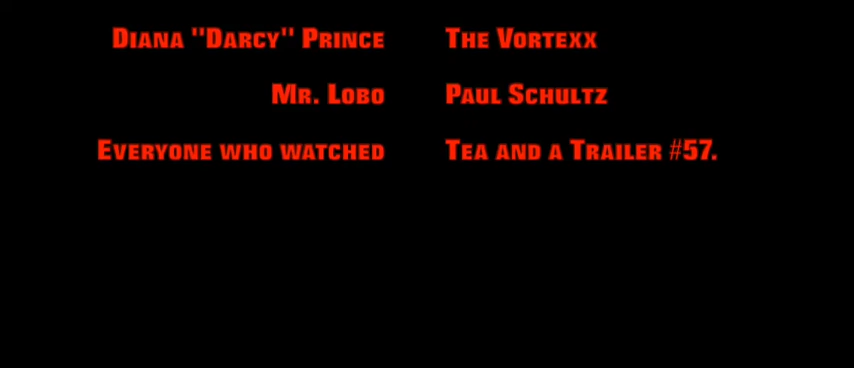 Diana "Darcy" Prince The Vortexx
Mr. Lobo Paul Schultz
Everyone who watched Tea and a Trailer #57.